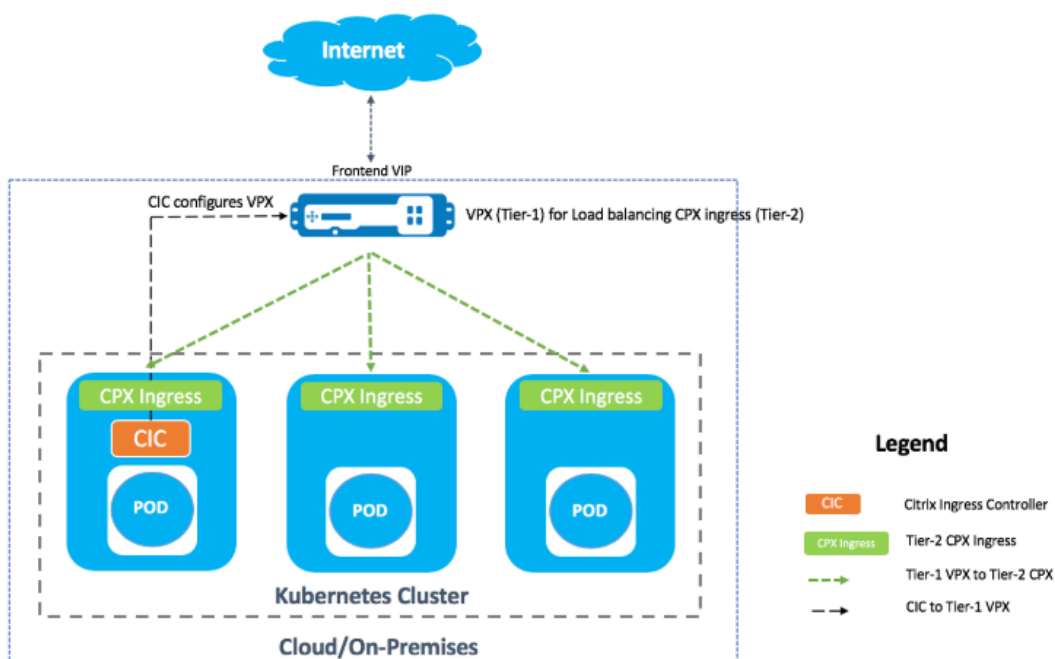 Internet
Frontend VIP
CIC configures VPX
VPX (Tier-1) for Load balancing CPX ingress (Tier-2)
CPX Ingress
CPX Ingress
CPX Ingress
CIC
POD
POD
POD
Kubernetes Cluster
Cloud/On-Premises
Legend
CIC
Citrix Ingress Controller
CPX Ingress
Tier-2 CPX Ingress
Tier-1 VPX to Tier-2 CPX
CIC to Tier-1 VPX